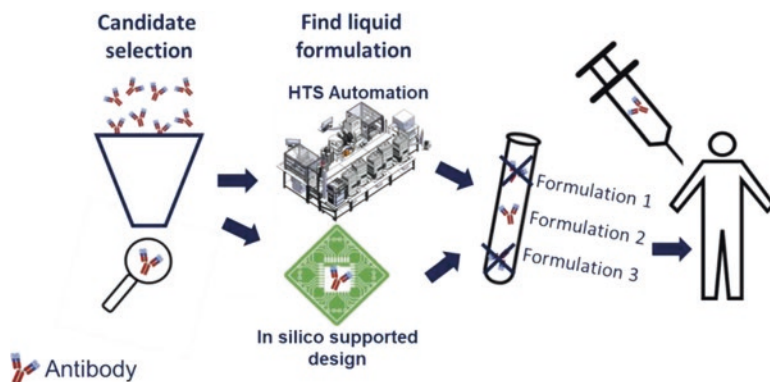 Candidate
selection
Find liquid
formulation
HTS Automation
Formulation 1
Formulation 2
Formulation 3
In silico supported
design
Antibody